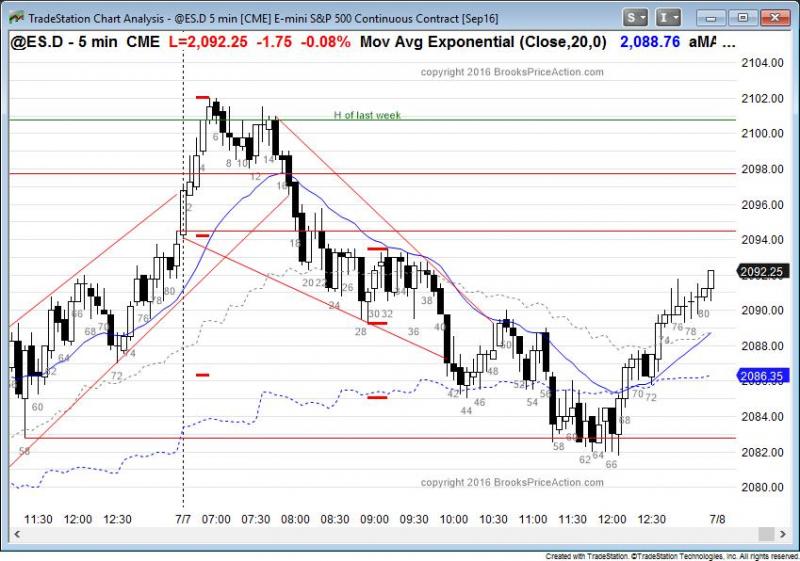 TradeStation Chart Analysis - @ES.D 5 min [CME] E-mini S&P 500 Continuous Contract [Sep16]
S I
@ES.D - 5 min CME L=2,092.25 -1.75 -0.08% Mov Avg Exponential (Close,20,0) 2,088.76 aMA ...
copyright 2016 BrooksPriceAction.com
2104.00
2102.00
H of last week
2100.00
2098.00
2096.00
2094.00
2092.25
2090.00
2088.00
2086.35
2084.00
2082.00
2080.00
2 4 6 8 10 12 14 16 18 20 22 24 28 30 32 36 38 40 42 44 46 48 50 52 54 56 58 60 62 64 66 68 70 72 74 76 78 80
58 60 62 64 66 68 70 72 74 76 78 80
copyright 2016 BrooksPriceAction.com
11:30 12:00 12:30 7/7 07:00 07:30 08:00 08:30 09:00 09:30 10:00 10:30 11:00 11:30 12:00 12:30 7/8
Created with TradeStation. ©TradeStation Technologies, Inc. All rights reserved.